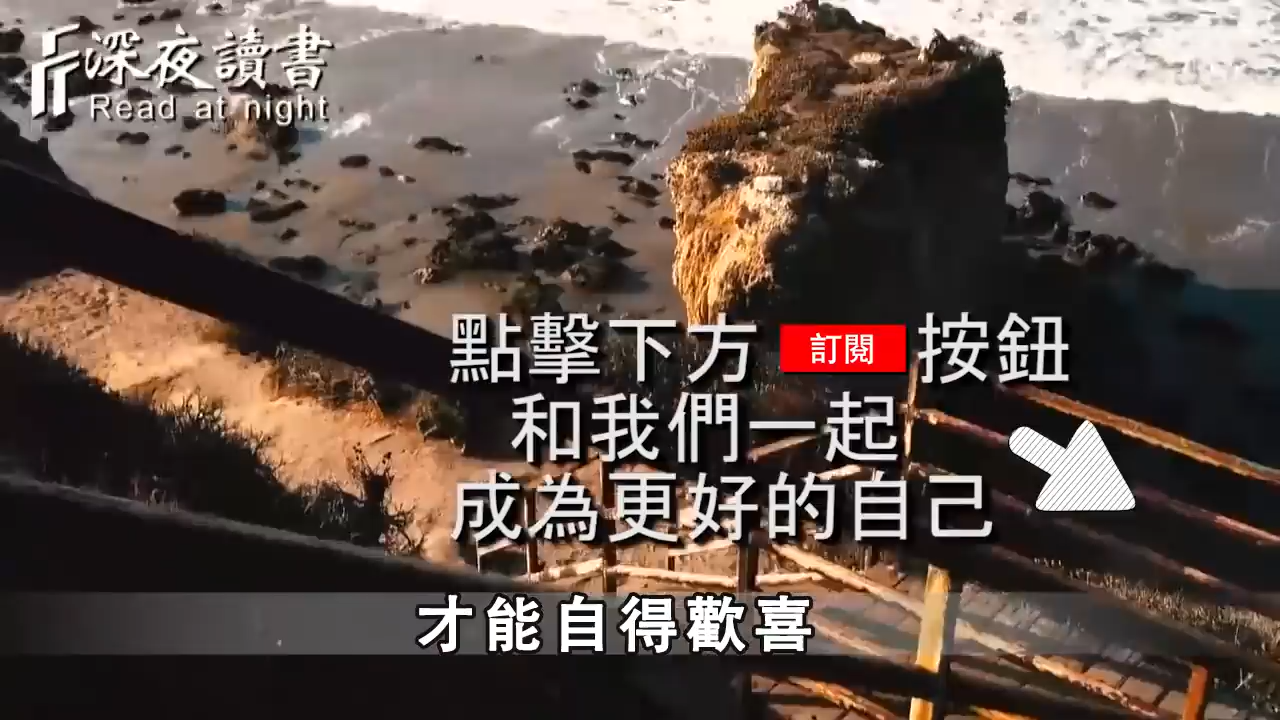 深夜讀書
Read at night
點擊下方 訂閱 按鈕
和我們一起
成為更好的自己
才能自得歡喜